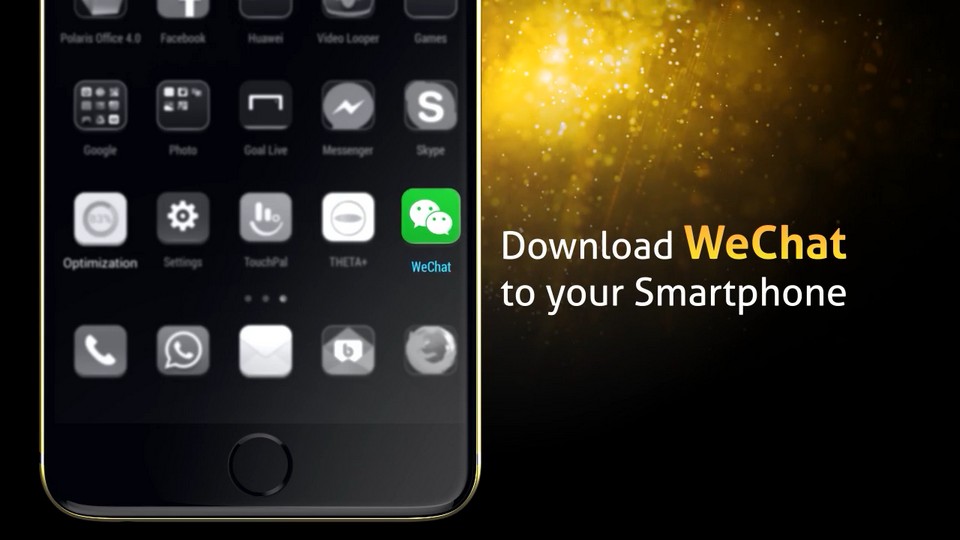 Polaris Office 4.0 Facebook Huawei Video Looper Games
Google Photo Goal Live Messenger Skype
83%
Optimization Settings TouchPal THETA+ WeChat
Download WeChat
to your Smartphone